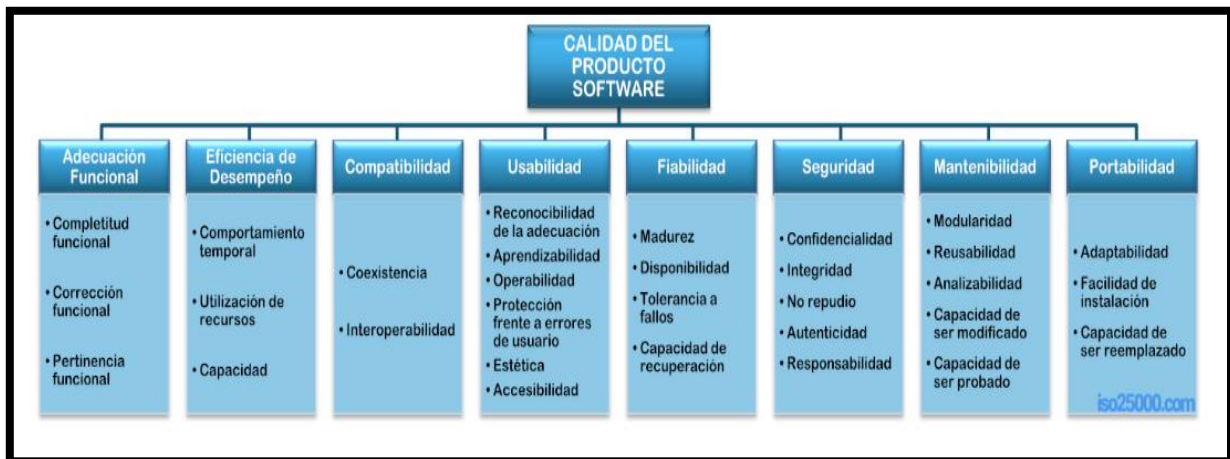 CALIDAD DEL
PRODUCTO
SOFTWARE
Adecuación
Funcional
• Completitud
funcional
• Corrección
funcional
• Pertinencia
funcional
Eficiencia de
Desempeño
• Comportamiento
temporal
• Utilización de
recursos
• Capacidad
Compatibilidad
• Coexistencia
• Interoperabilidad
Usabilidad
• Reconocibilidad
de la adecuación
• Aprendizabilidad
• Operabilidad
• Protección
frente a errores
de usuario
• Estética
• Accesibilidad
Fiabilidad
• Madurez
• Disponibilidad
• Tolerancia a
fallos
• Capacidad de
recuperación
Seguridad
• Confidencialidad
• Integridad
• No repudio
• Autenticidad
• Responsabilidad
Mantenibilidad
• Modularidad
• Reusabilidad
• Analizabilidad
• Capacidad de
ser modificado
• Capacidad de
ser probado
Portabilidad
• Adaptabilidad
• Facilidad de
instalación
• Capacidad de
ser reemplazado
iso25000.com